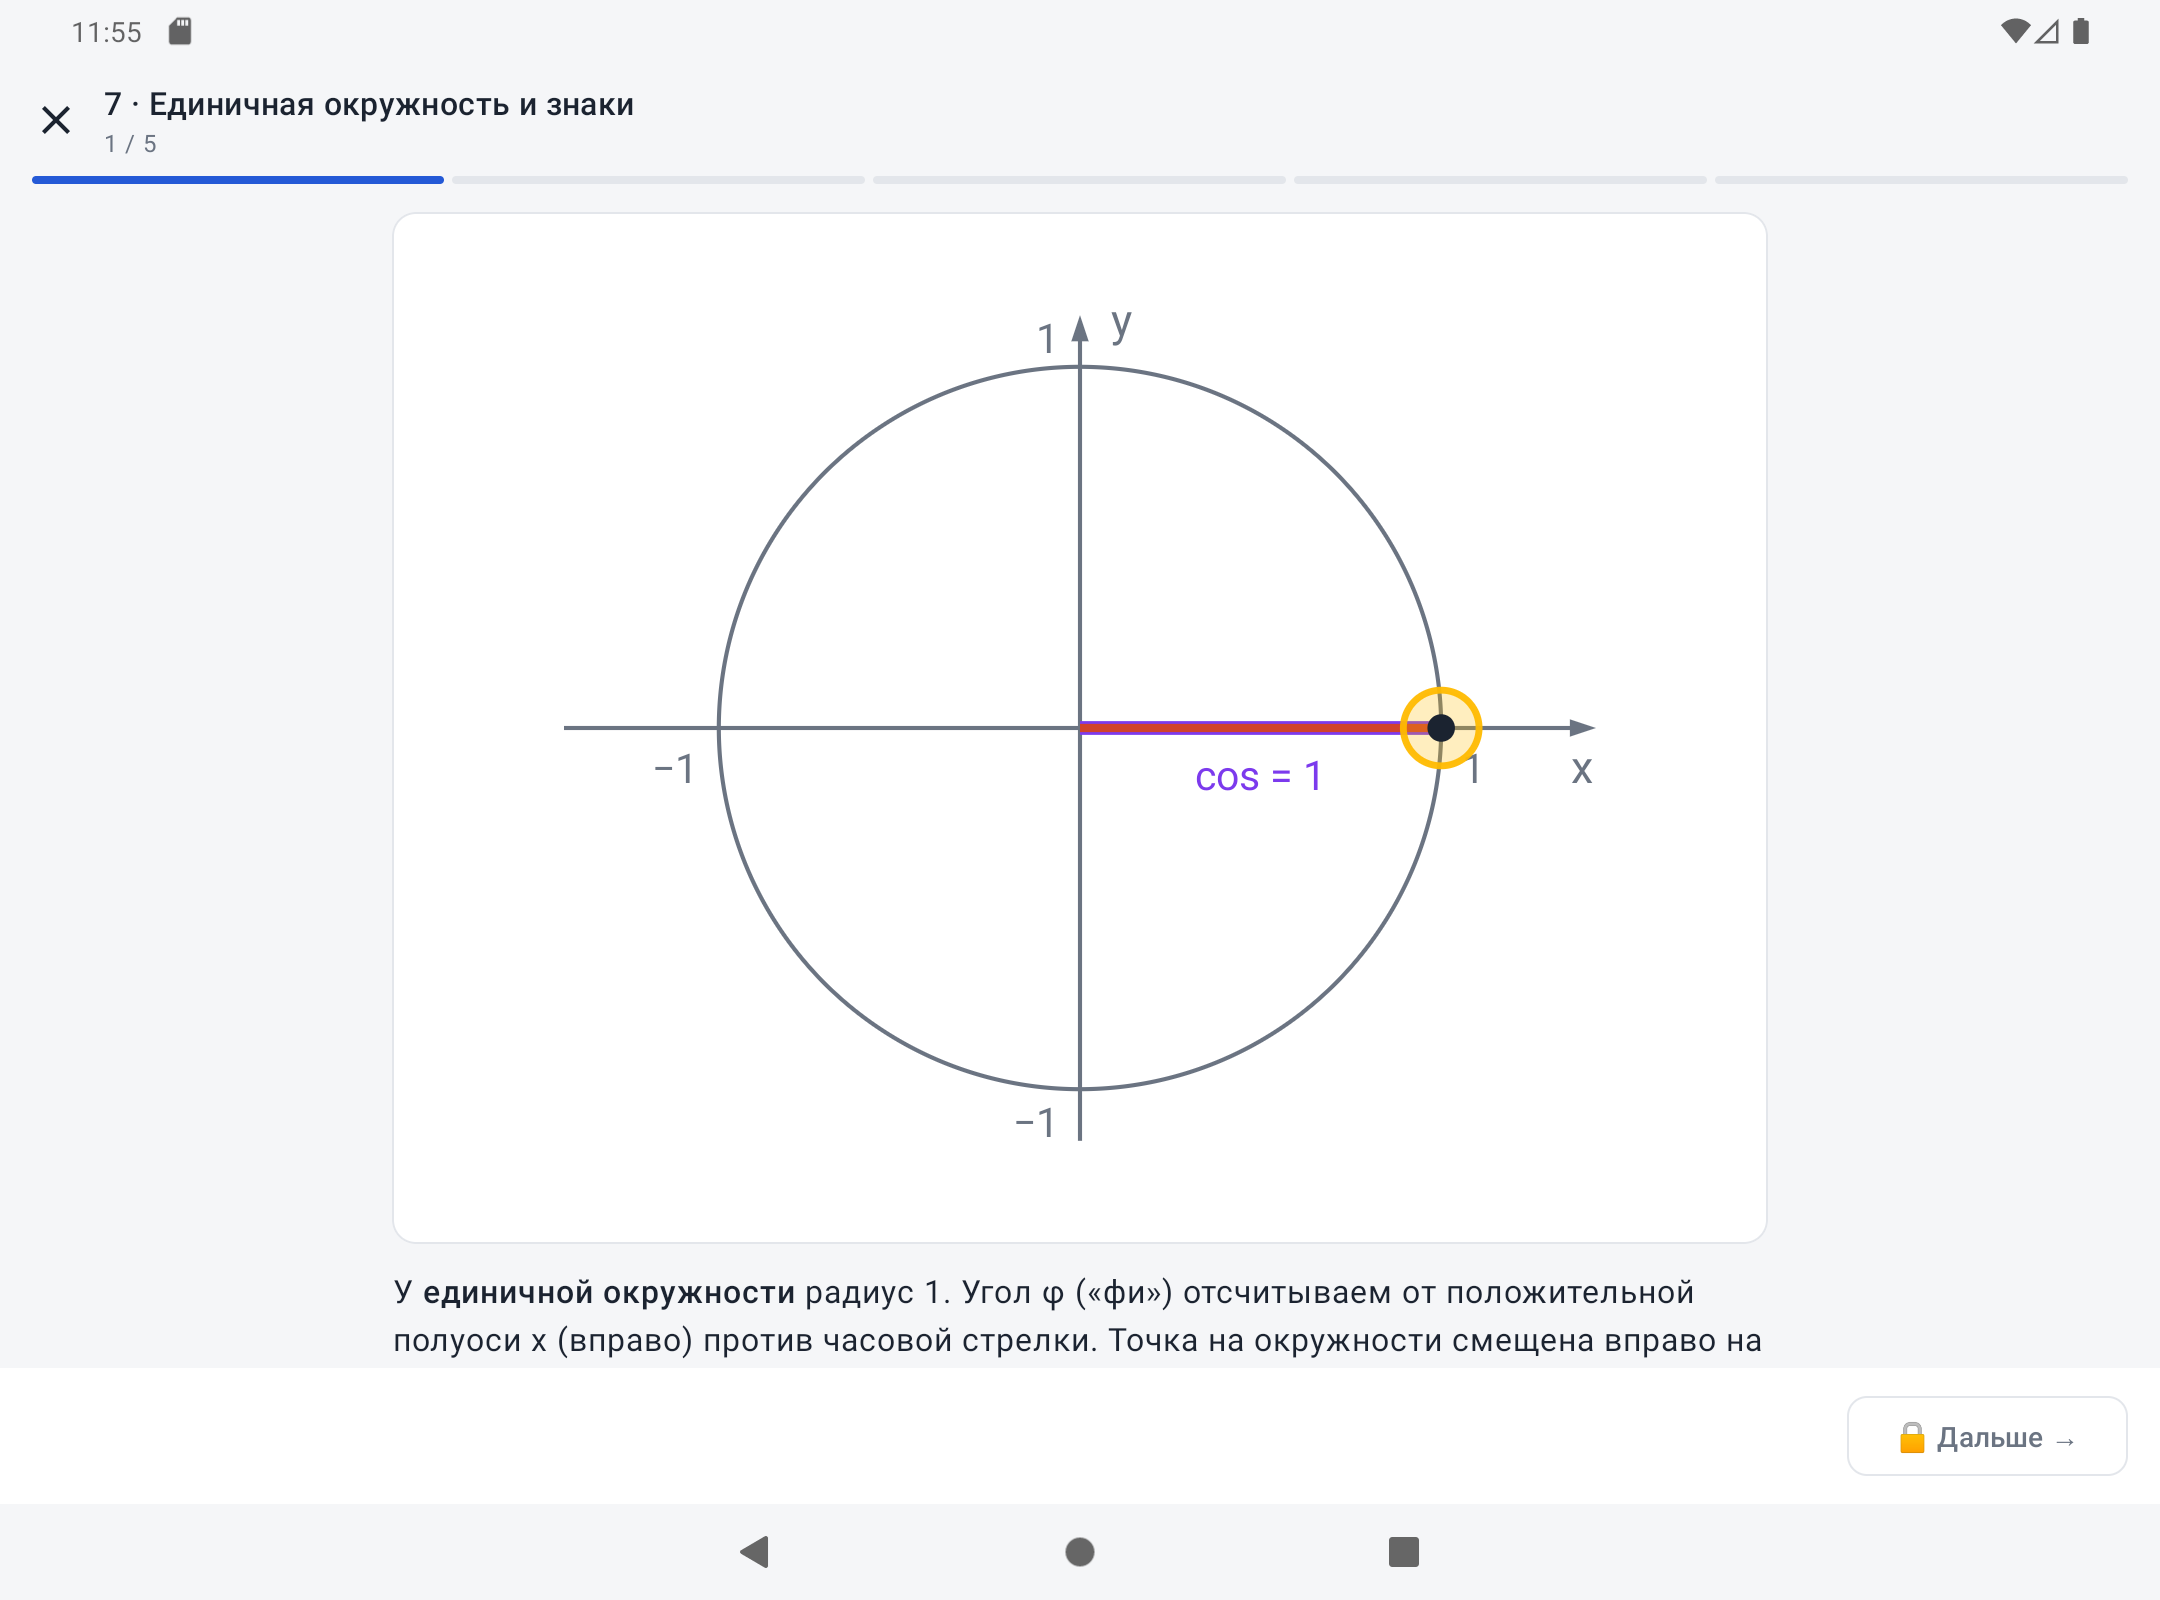 11:55
7 · Единичная окружность и знаки
1 / 5
1
y
−1
cos = 1
1
x
−1
У единичной окружности радиус 1. Угол φ («фи») отсчитываем от положительной
полуоси x (вправо) против часовой стрелки. Точка на окружности смещена вправо на
Дальше →